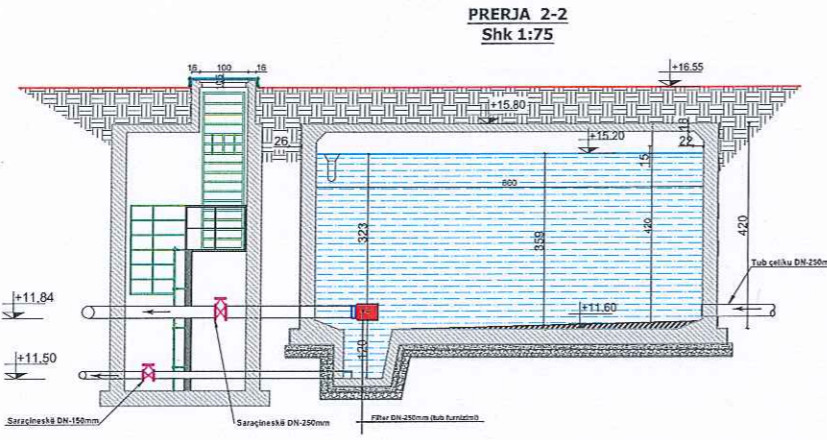 PRERJA 2-2
Shk 1:75
16 100 16
+16.55
+15.80
18
26
+15.20
22
15
660
323
359
420
420
Tub çeliku DN-250m
+11,84
+11.60
+11,50
120
Saraçineskë DN-150mm
Saraçineskë DN-250mm
Filter DN-250mm (tub furnizimi)